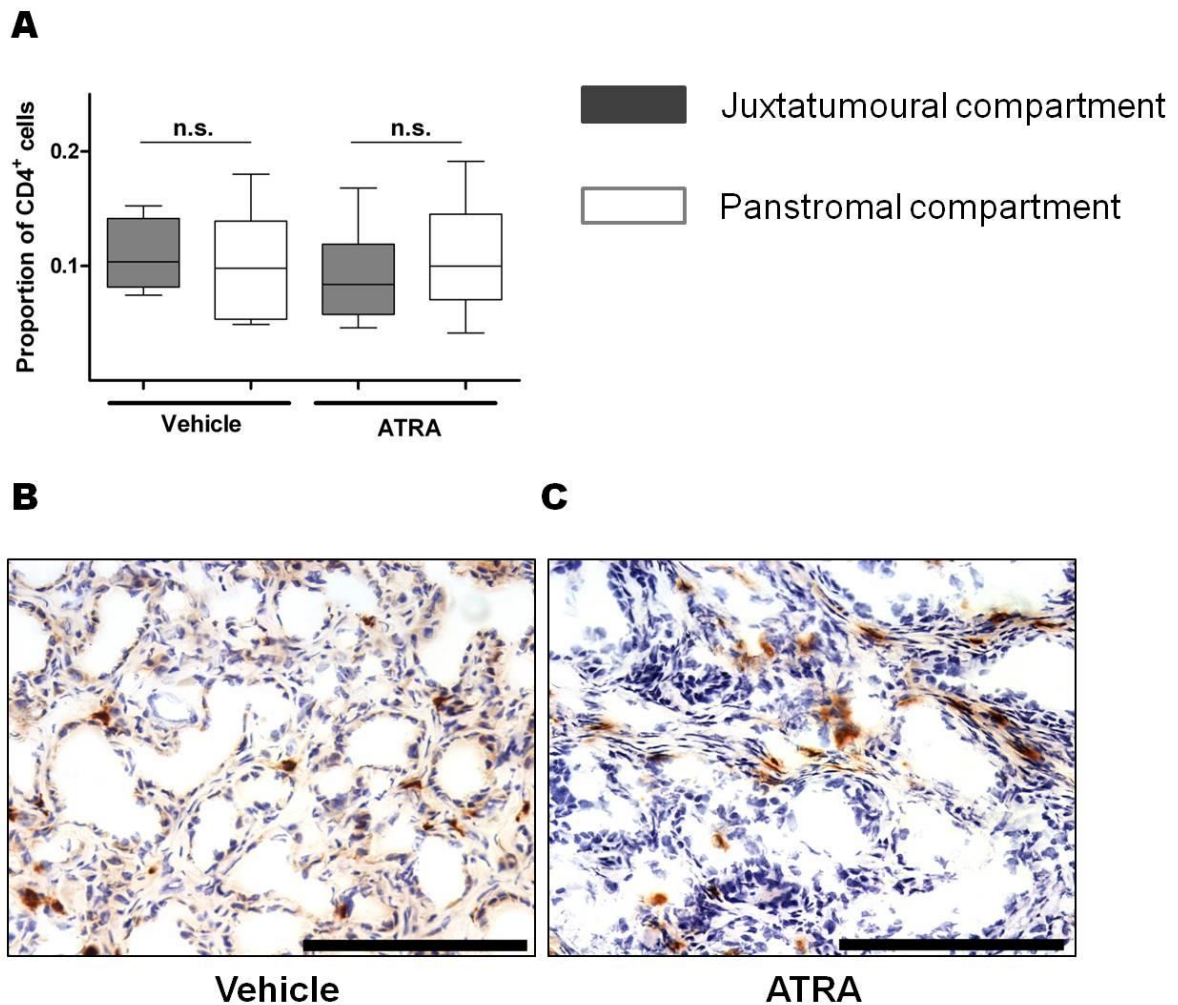 A
Proportion of CD4⁺ cells
0.2
0.1
n.s.
n.s.
Vehicle
ATRA
Juxtatumoural compartment
Panstromal compartment
B
C
Vehicle
ATRA